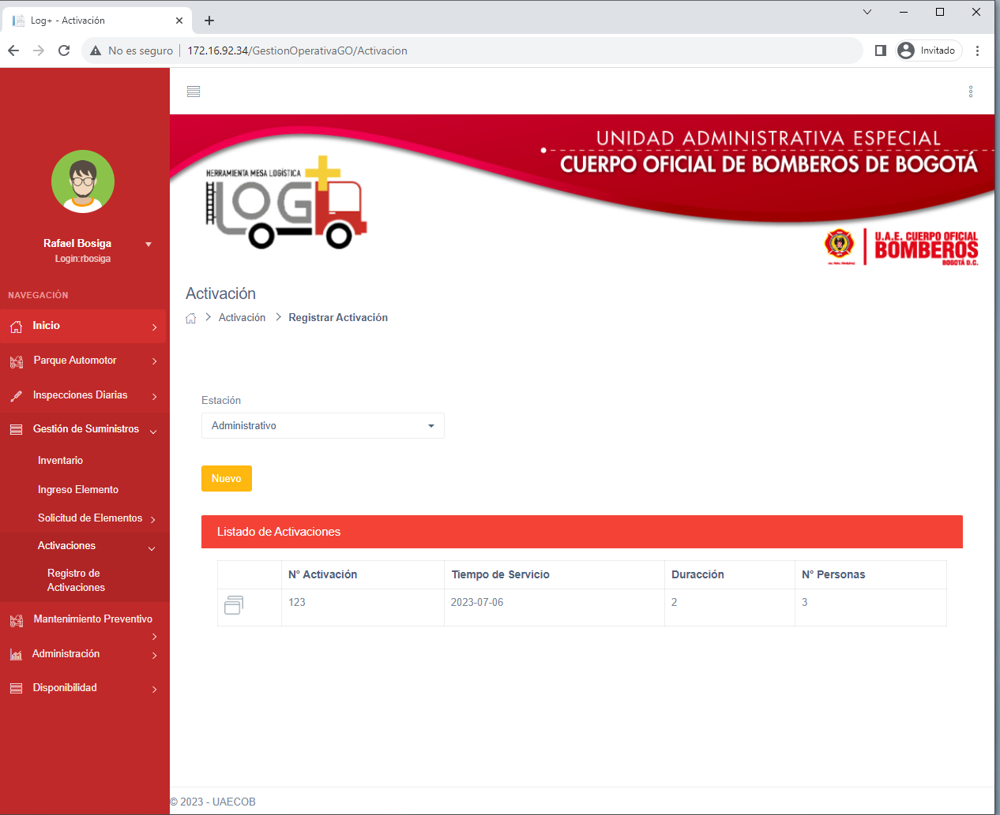 Log+ - Activación
No es seguro
172.16.92.34/GestionOperativaGO/Activacion
Invitado
Rafael Bosiga
Login:rbosiga
NAVEGACIÓN
Inicio
Parque Automotor
Inspecciones Diarias
Gestión de Suministros
Inventario
Ingreso Elemento
Solicitud de Elementos
Activaciones
Registro de
Activaciones
Mantenimiento Preventivo
Administración
Disponibilidad
HERRAMIENTA MESA LOGÍSTICA
LOG
UNIDAD ADMINISTRATIVA ESPECIAL
CUERPO OFICIAL DE BOMBEROS DE BOGOTÁ
U.A.E. CUERPO OFICIAL
BOMBEROS
BOGOTÁ D.C.
Activación
Activación
Registrar Activación
Estación
Administrativo
Nuevo
Listado de Activaciones
N° Activación Tiempo de Servicio Duracción N° Personas
123 2023-07-06 2 3
© 2023 - UAECOB